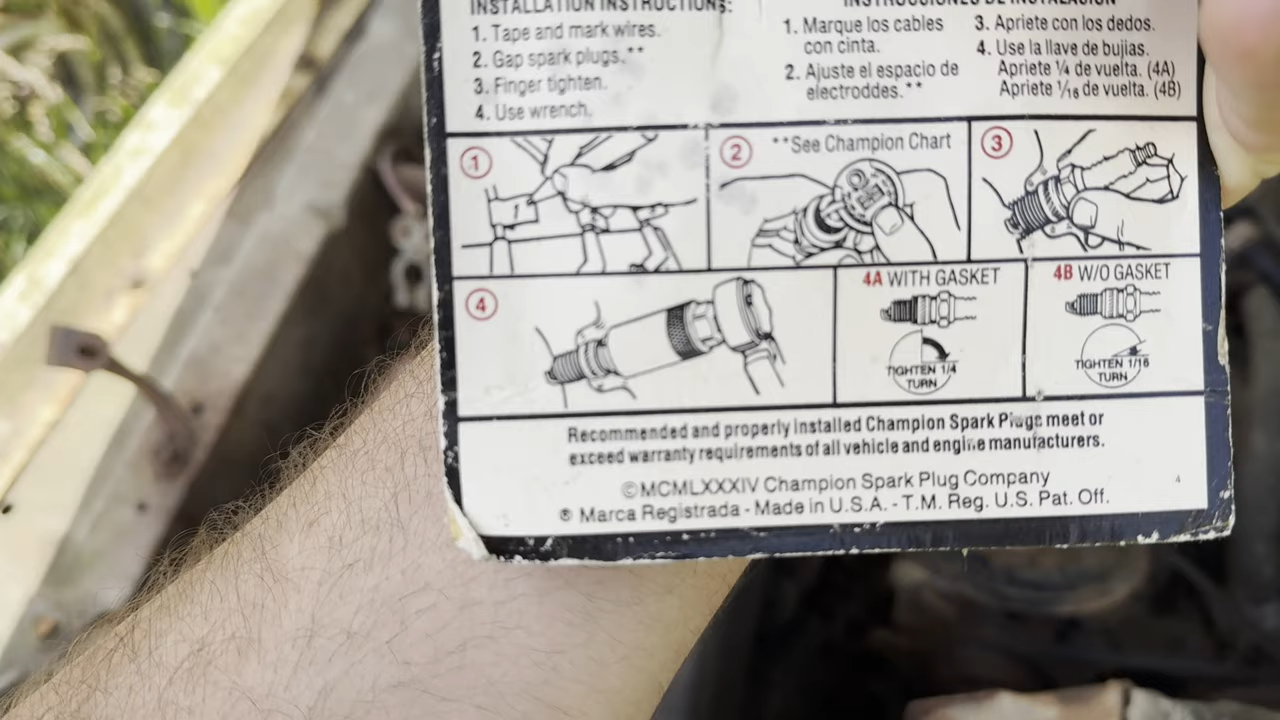 INSTALLATION INSTRUCTIONS:
1. Tape and mark wires.
2. Gap spark plugs.**
3. Finger tighten.
4. Use wrench.
INSTRUCCIONES DE INSTALACION
1. Marque los cables
con cinta.
2. Ajuste el espacio de
electroddes.**
3. Apriete con los dedos.
4. Use la llave de bujias.
Apriete 1/4 de vuelta. (4A)
Apriete 1/16 de vuelta. (4B)
1
2
**See Champion Chart
3
4
4A WITH GASKET
TIGHTEN 1/4
TURN
4B W/O GASKET
TIGHTEN 1/16
TURN
Recommended and properly installed Champion Spark Plugs meet or
exceed warranty requirements of all vehicle and engine manufacturers.
©MCMLXXXIV Champion Spark Plug Company
® Marca Registrada - Made in U.S.A. - T.M. Reg. U.S. Pat. Off.
4